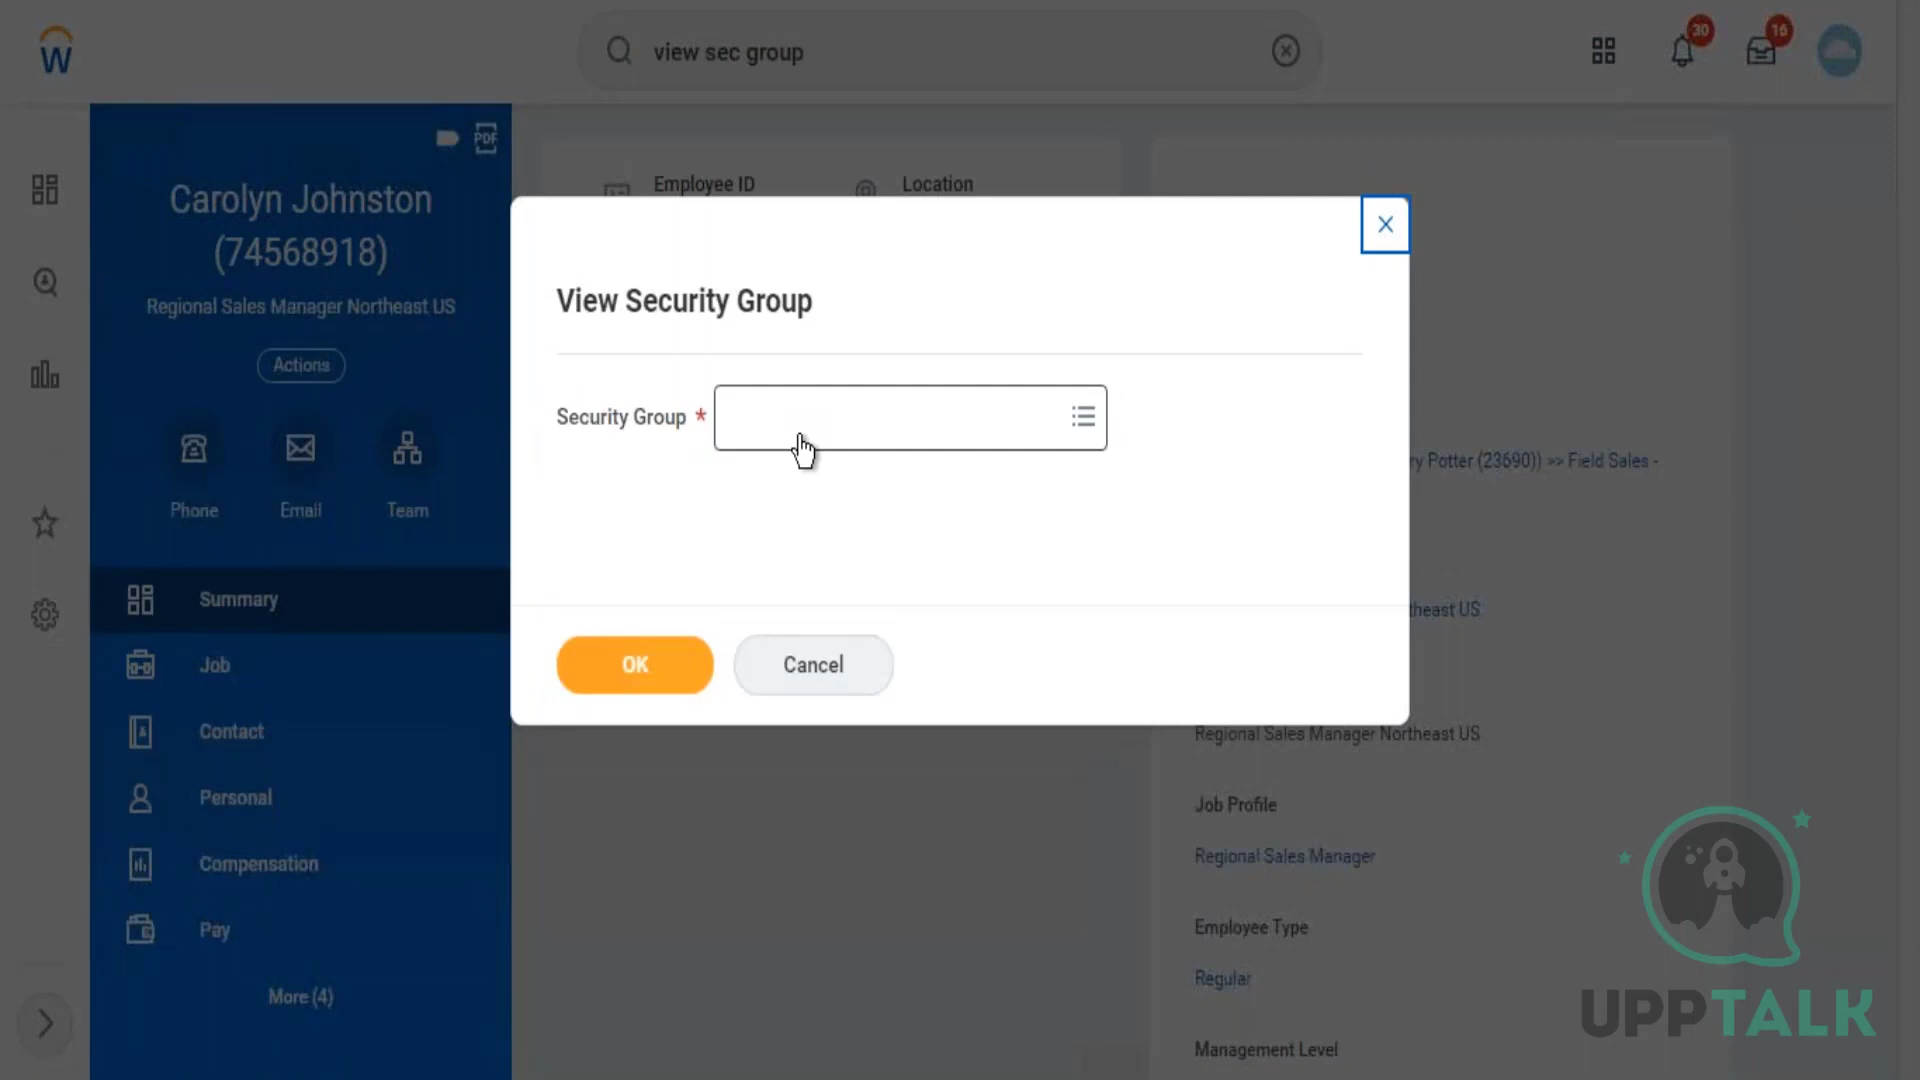 W
view sec group
30
16
PDF
Carolyn Johnston
(74568918)
Regional Sales Manager Northeast US
Actions
Phone
Email
Team
Summary
Job
Contact
Personal
Compensation
Pay
More (4)
Employee ID
Location
View Security Group
Security Group *
OK
Cancel
ry Potter (23690)) >> Field Sales -
theast US
Regional Sales Manager Northeast US
Job Profile
Regional Sales Manager
Employee Type
Regular
Management Level
UPPTALK